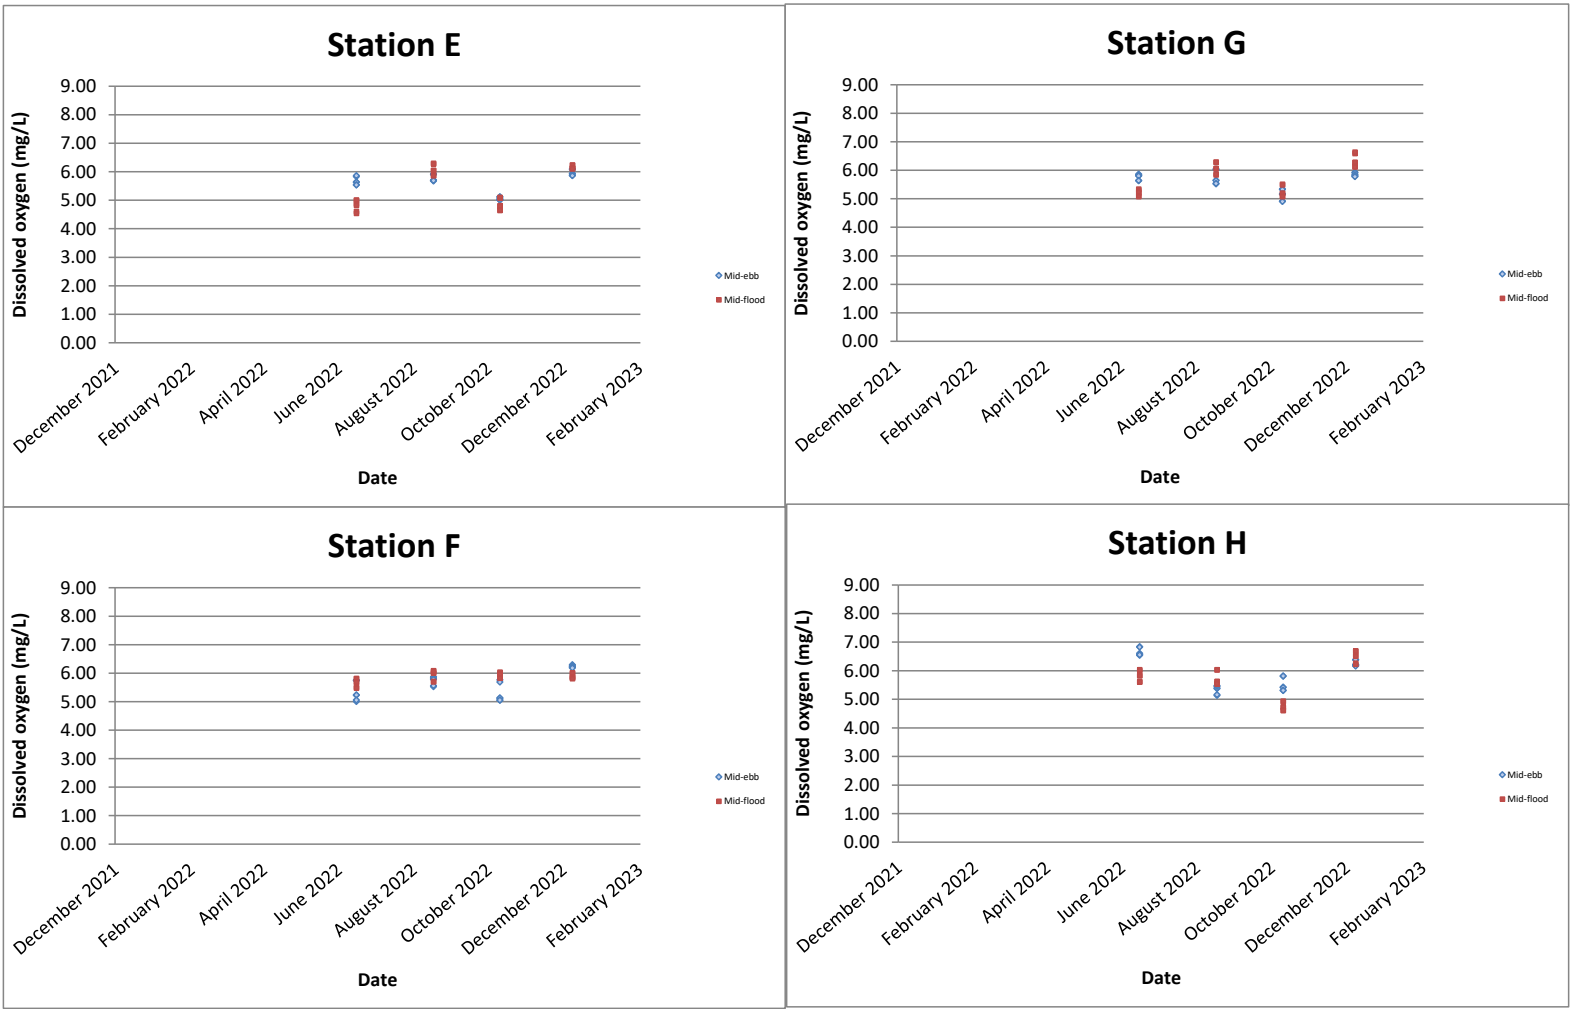 Station E
Dissolved oxygen (mg/L)
9.00
8.00
7.00
6.00
5.00
4.00
3.00
2.00
1.00
0.00
December 2021
February 2022
April 2022
June 2022
August 2022
October 2022
December 2022
February 2023
Date
Mid-ebb
Mid-flood
Station G
Dissolved oxygen (mg/L)
9.00
8.00
7.00
6.00
5.00
4.00
3.00
2.00
1.00
0.00
December 2021
February 2022
April 2022
June 2022
August 2022
October 2022
December 2022
February 2023
Date
Mid-ebb
Mid-flood
Station F
Dissolved oxygen (mg/L)
9.00
8.00
7.00
6.00
5.00
4.00
3.00
2.00
1.00
0.00
December 2021
February 2022
April 2022
June 2022
August 2022
October 2022
December 2022
February 2023
Date
Mid-ebb
Mid-flood
Station H
Dissolved oxygen (mg/L)
9.00
8.00
7.00
6.00
5.00
4.00
3.00
2.00
1.00
0.00
December 2021
February 2022
April 2022
June 2022
August 2022
October 2022
December 2022
February 2023
Date
Mid-ebb
Mid-flood